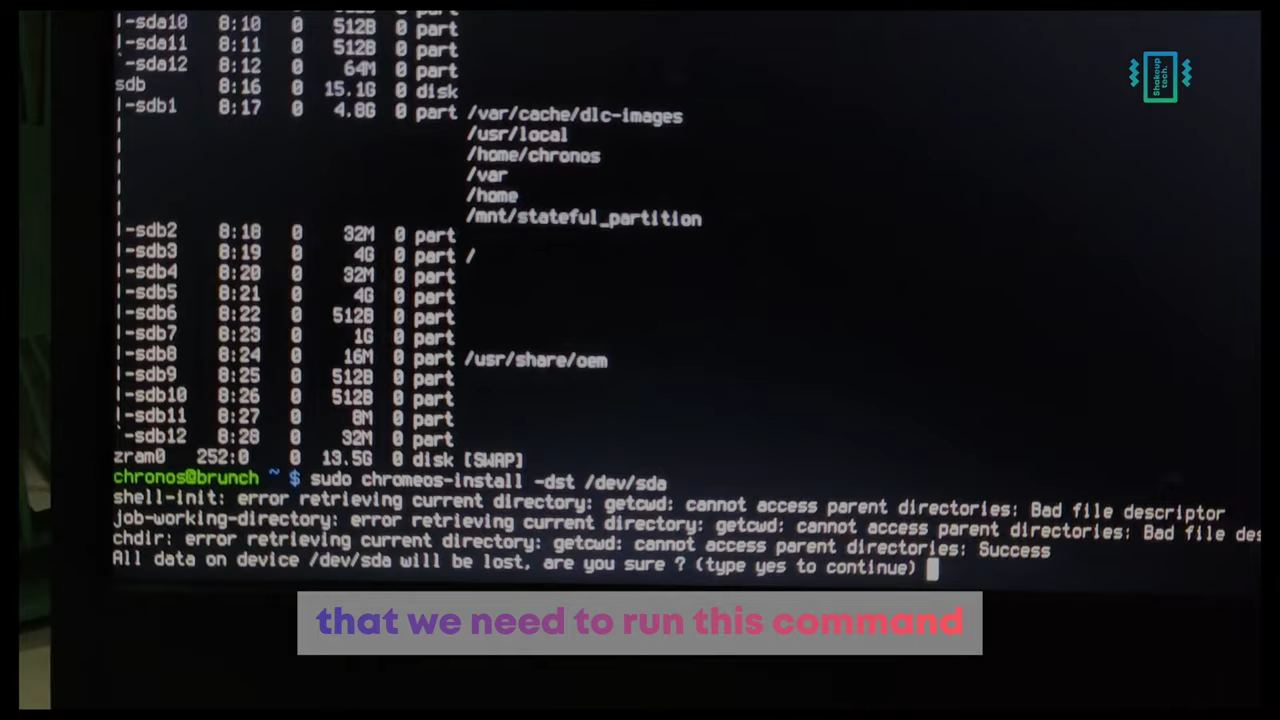 |-sda10 8:10 0 512B 0 part
|-sda11 8:11 0 512B 0 part
`-sda12 8:12 0 64M 0 part
sdb 8:16 0 15.1G 0 disk
|-sdb1 8:17 0 4.8G 0 part /var/cache/dlc-images
| /usr/local
| /home/chronos
| /var
| /home
| /mnt/stateful_partition
|-sdb2 8:18 0 32M 0 part
|-sdb3 8:19 0 4G 0 part /
|-sdb4 8:20 0 32M 0 part
|-sdb5 8:21 0 4G 0 part
|-sdb6 8:22 0 512B 0 part
|-sdb7 8:23 0 1G 0 part
|-sdb8 8:24 0 16M 0 part /usr/share/oem
|-sdb9 8:25 0 512B 0 part
|-sdb10 8:26 0 512B 0 part
|-sdb11 8:27 0 8M 0 part
`-sdb12 8:28 0 32M 0 part
zram0 252:0 0 13.5G 0 disk [SWAP]
chronos@brunch ~ $ sudo chromeos-install -dst /dev/sda
shell-init: error retrieving current directory: getcwd: cannot access parent directories: Bad file descriptor
job-working-directory: error retrieving current directory: getcwd: cannot access parent directories: Bad file des
chdir: error retrieving current directory: getcwd: cannot access parent directories: Success
All data on device /dev/sda will be lost, are you sure ? (type yes to continue)
that we need to run this command
Shakeup
tech.